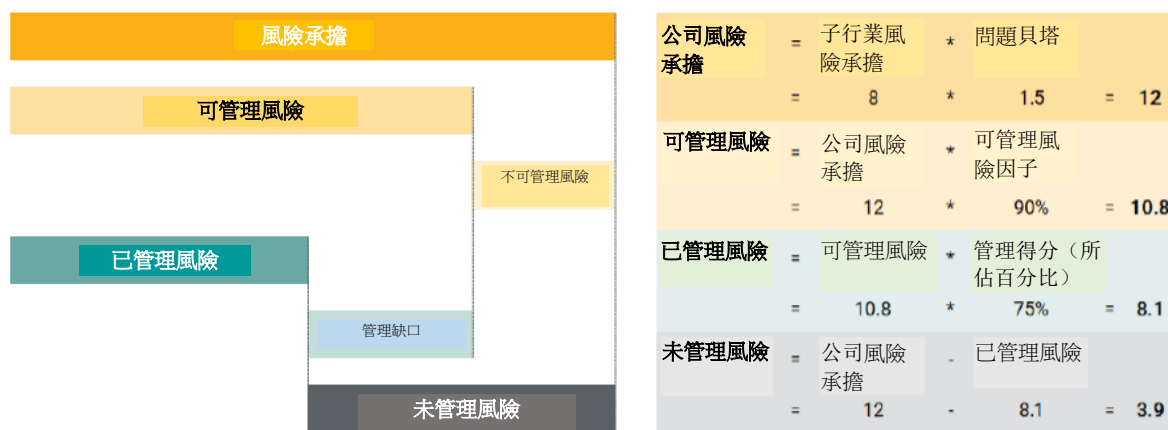 風險承擔
可管理風險
不可管理風險
已管理風險
管理缺口
未管理風險
公司風險
承擔
=
子行業風
險承擔
*
問題貝塔
= 8 * 1.5 = 12
可管理風險
=
公司風險
承擔
*
可管理風
險因子
= 12 * 90% = 10.8
已管理風險
=
可管理風險
*
管理得分（所
佔百分比）
= 10.8 * 75% = 8.1
未管理風險
=
公司風險
承擔
-
已管理風險
= 12 - 8.1 = 3.9